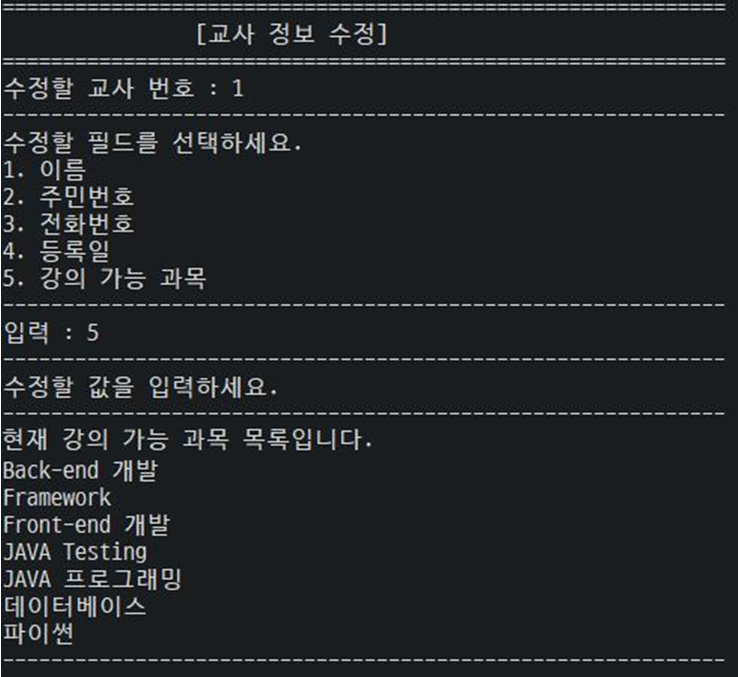 ============================================================
[교사 정보 수정]
============================================================
수정할 교사 번호 : 1
------------------------------------------------------------
수정할 필드를 선택하세요.
1. 이름
2. 주민번호
3. 전화번호
4. 등록일
5. 강의 가능 과목
------------------------------------------------------------
입력 : 5
------------------------------------------------------------
수정할 값을 입력하세요.
------------------------------------------------------------
현재 강의 가능 과목 목록입니다.
Back-end 개발
Framework
Front-end 개발
JAVA Testing
JAVA 프로그래밍
데이터베이스
파이썬
------------------------------------------------------------